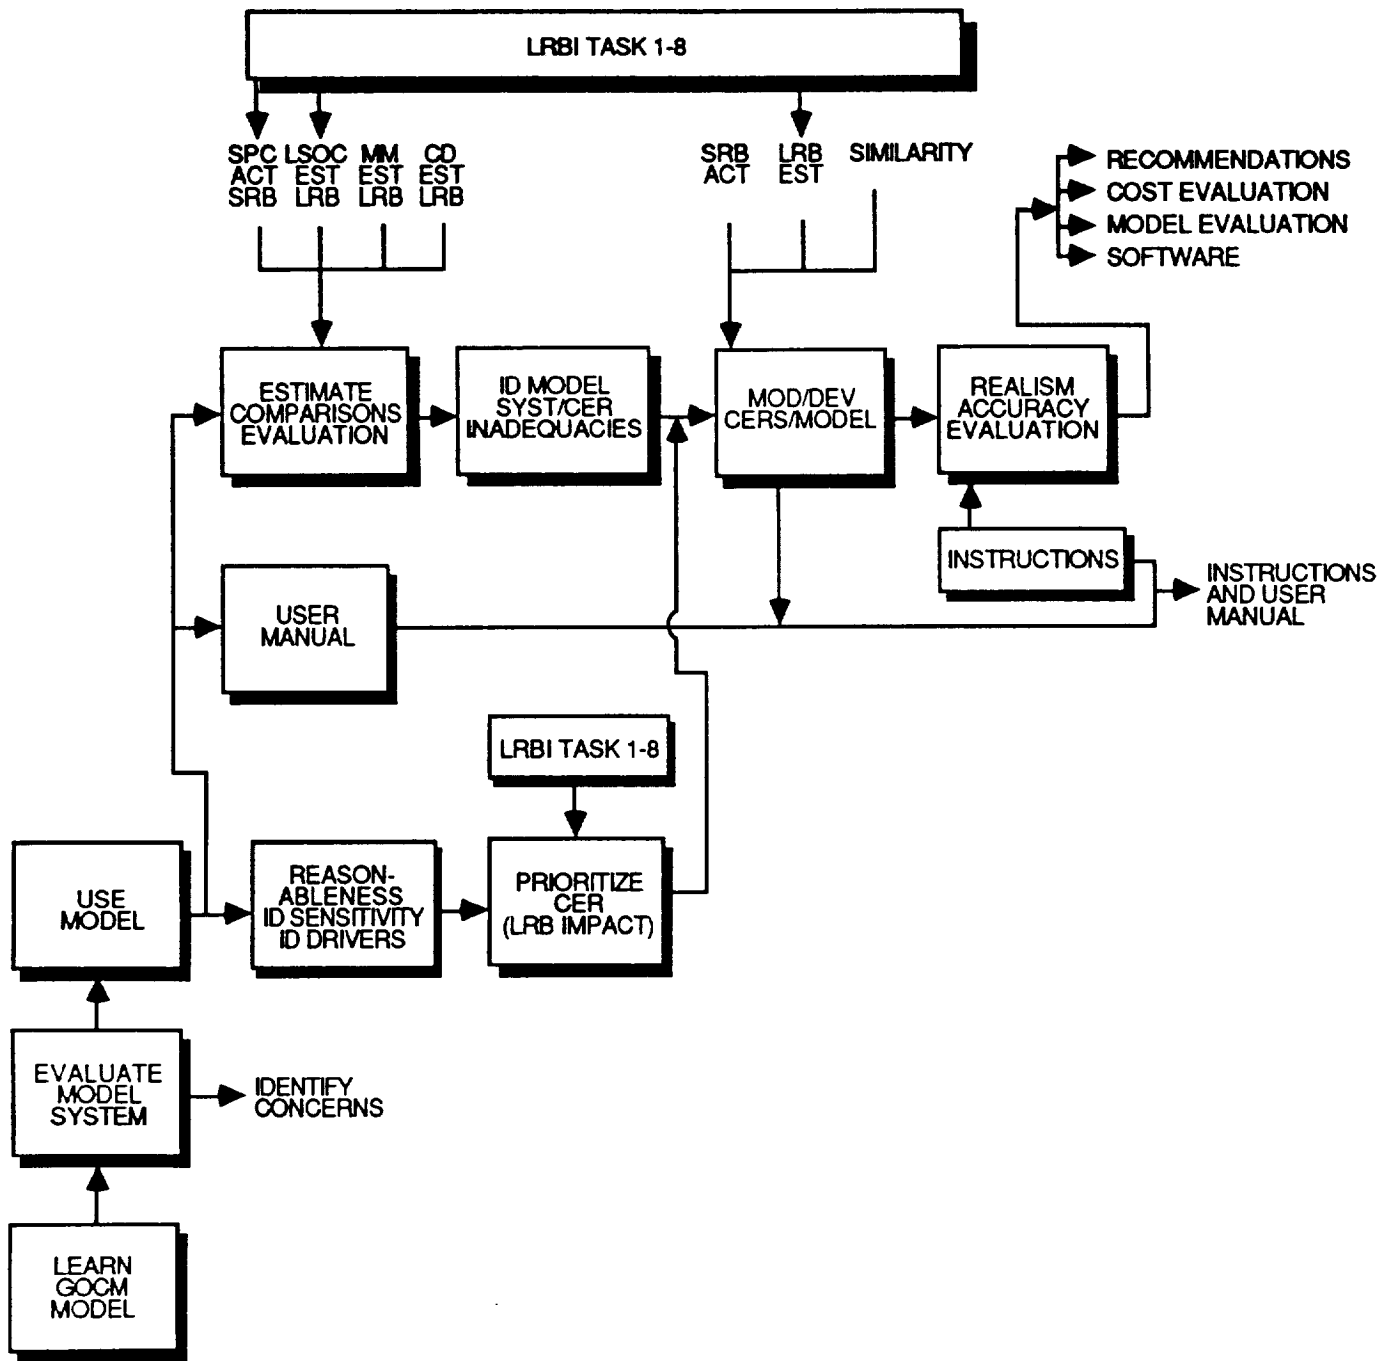 LRBI TASK 1-8
SPC
ACT
SRB
LSOC
EST
LRB
MM
EST
LRB
CD
EST
LRB
SRB
ACT
LRB
EST
SIMILARITY
RECOMMENDATIONS
COST EVALUATION
MODEL EVALUATION
SOFTWARE
ESTIMATE
COMPARISONS
EVALUATION
ID MODEL
SYST/CER
INADEQUACIES
MOD/DEV
CERS/MODEL
REALISM
ACCURACY
EVALUATION
INSTRUCTIONS
INSTRUCTIONS
AND USER
MANUAL
USER
MANUAL
LRBI TASK 1-8
USE
MODEL
REASON-
ABLENESS
ID SENSITIVITY
ID DRIVERS
PRIORITIZE
CER
(LRB IMPACT)
EVALUATE
MODEL
SYSTEM
IDENTIFY
CONCERNS
LEARN
GOCM
MODEL